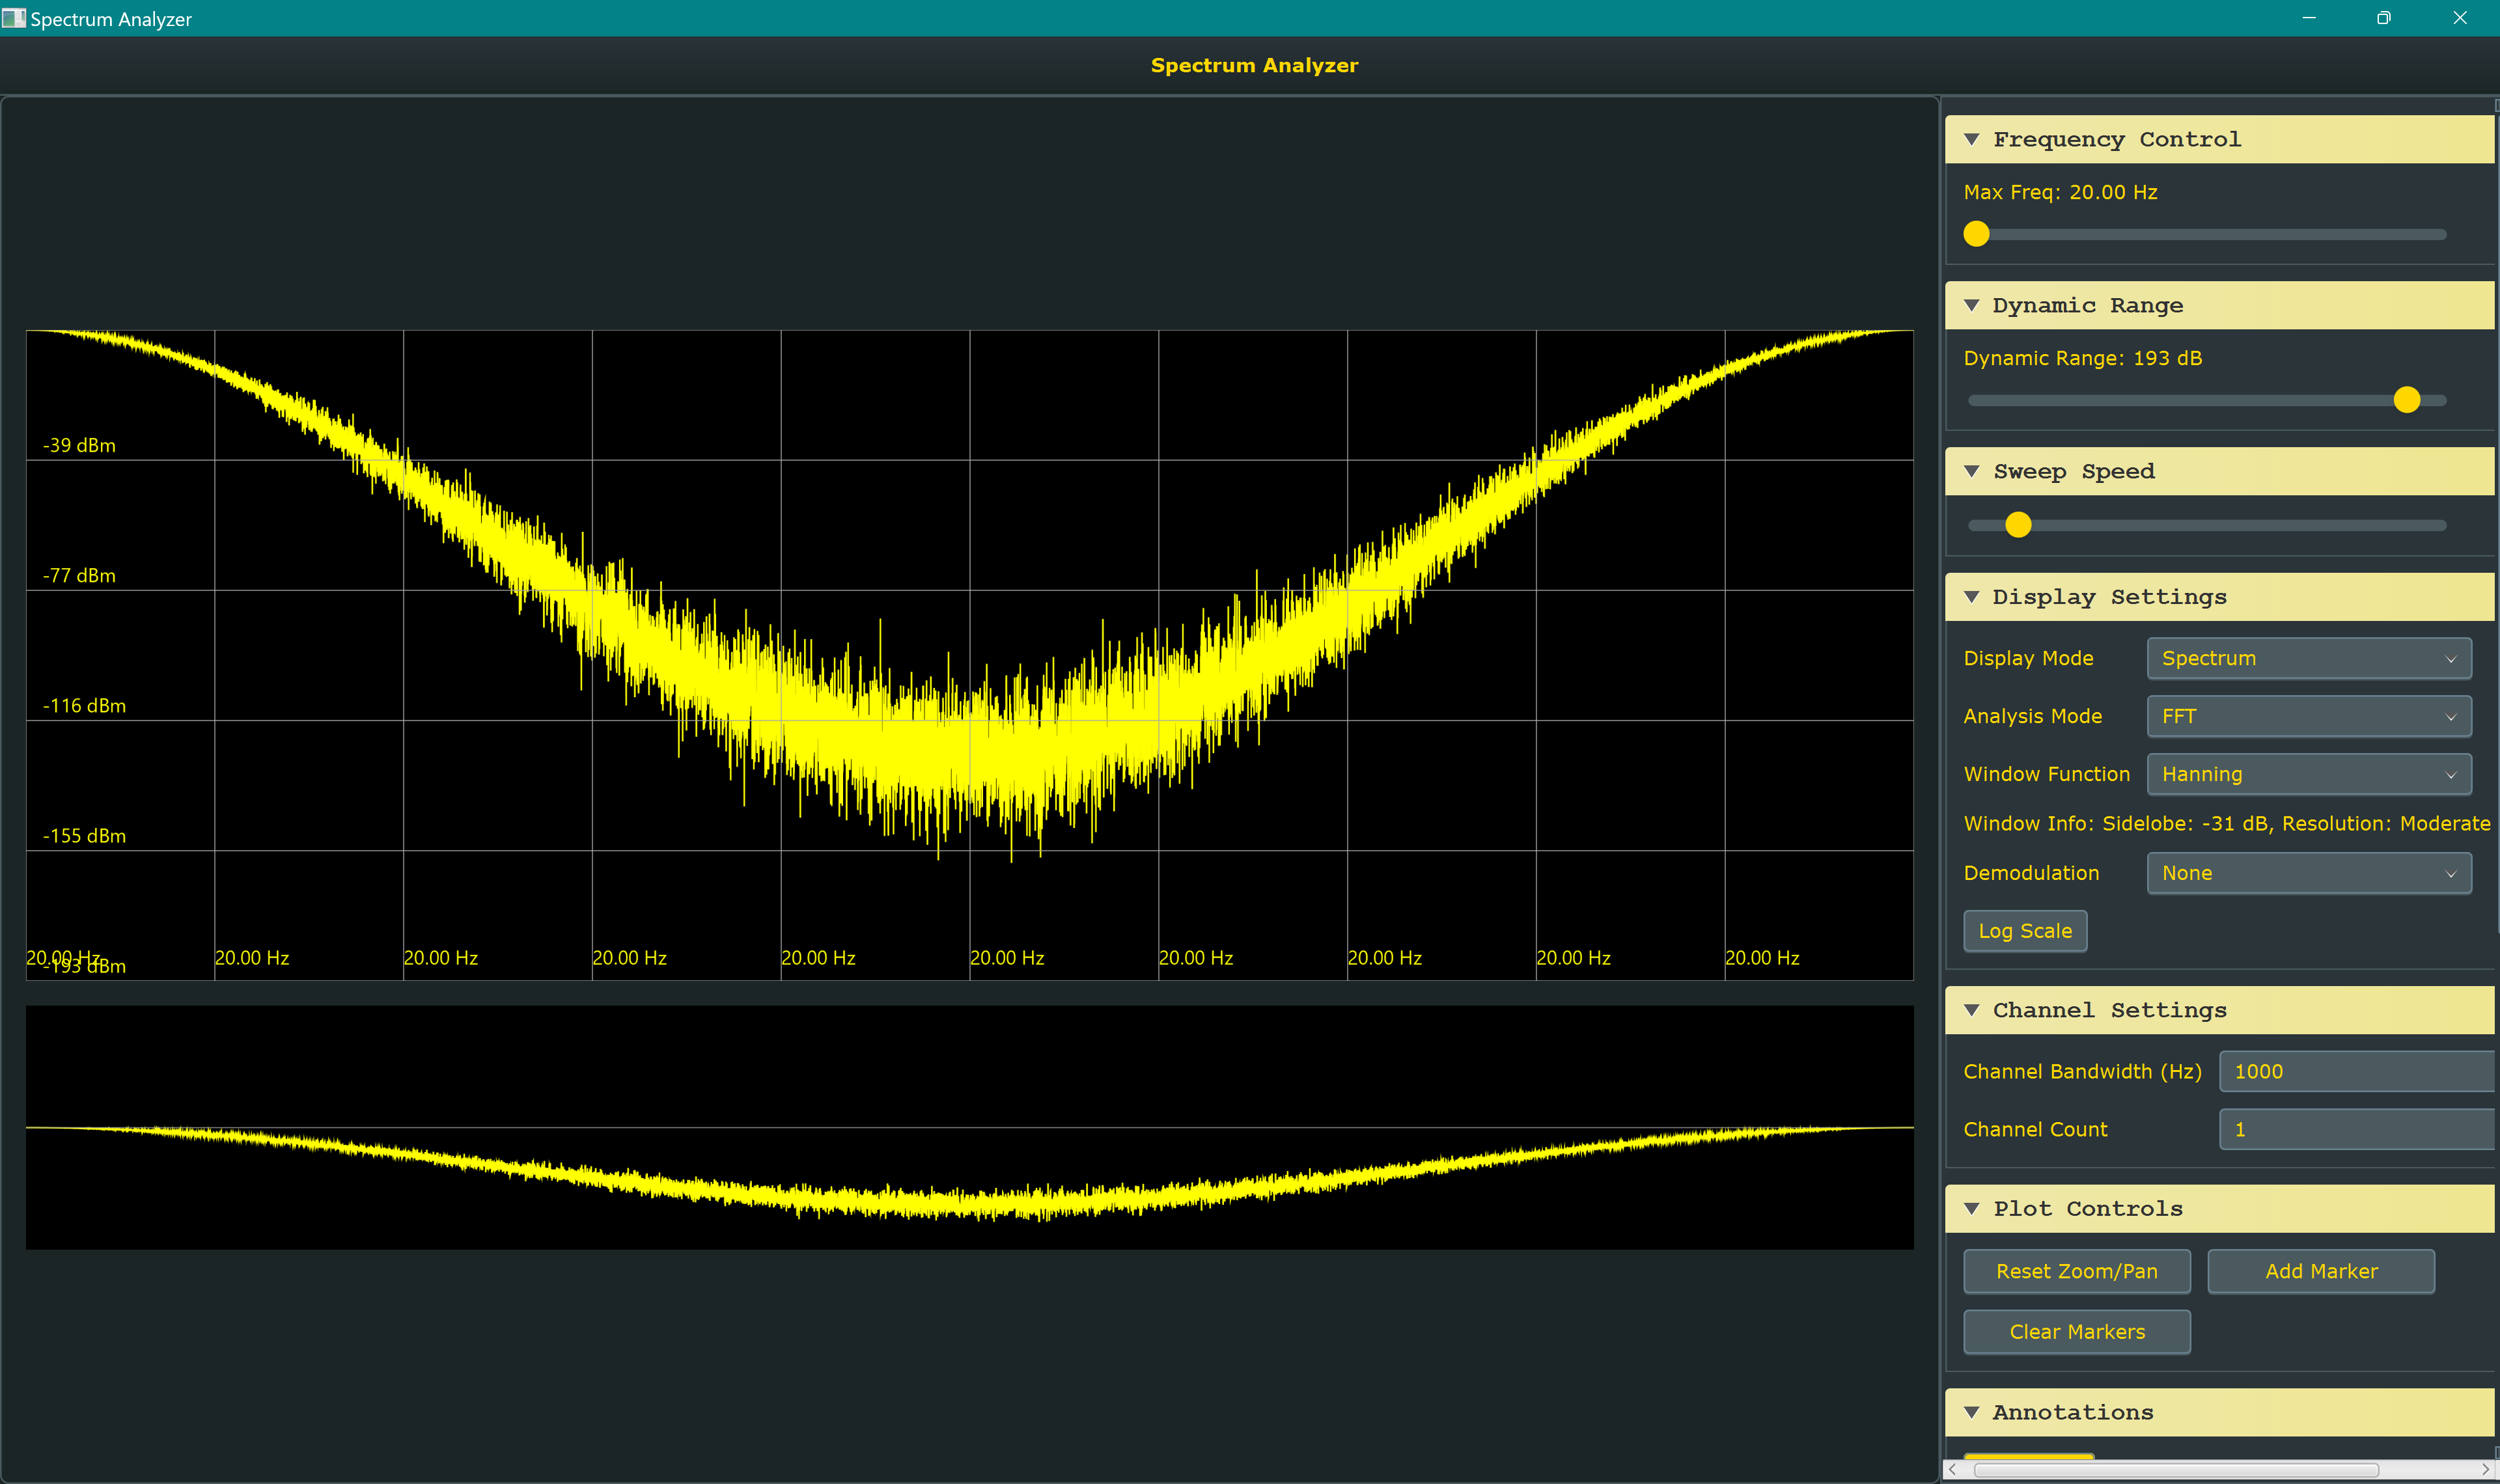 Spectrum Analyzer
Spectrum Analyzer
-39 dBm
-77 dBm
-116 dBm
-155 dBm
20.00 Hz 20.00 Hz 20.00 Hz 20.00 Hz 20.00 Hz 20.00 Hz 20.00 Hz 20.00 Hz 20.00 Hz 20.00 Hz
-193 dBm
Frequency Control
Max Freq: 20.00 Hz
Dynamic Range
Dynamic Range: 193 dB
Sweep Speed
Display Settings
Display Mode Spectrum
Analysis Mode FFT
Window Function Hanning
Window Info: Sidelobe: -31 dB, Resolution: Moderate
Demodulation None
Log Scale
Channel Settings
Channel Bandwidth (Hz) 1000
Channel Count 1
Plot Controls
Reset Zoom/Pan Add Marker
Clear Markers
Annotations